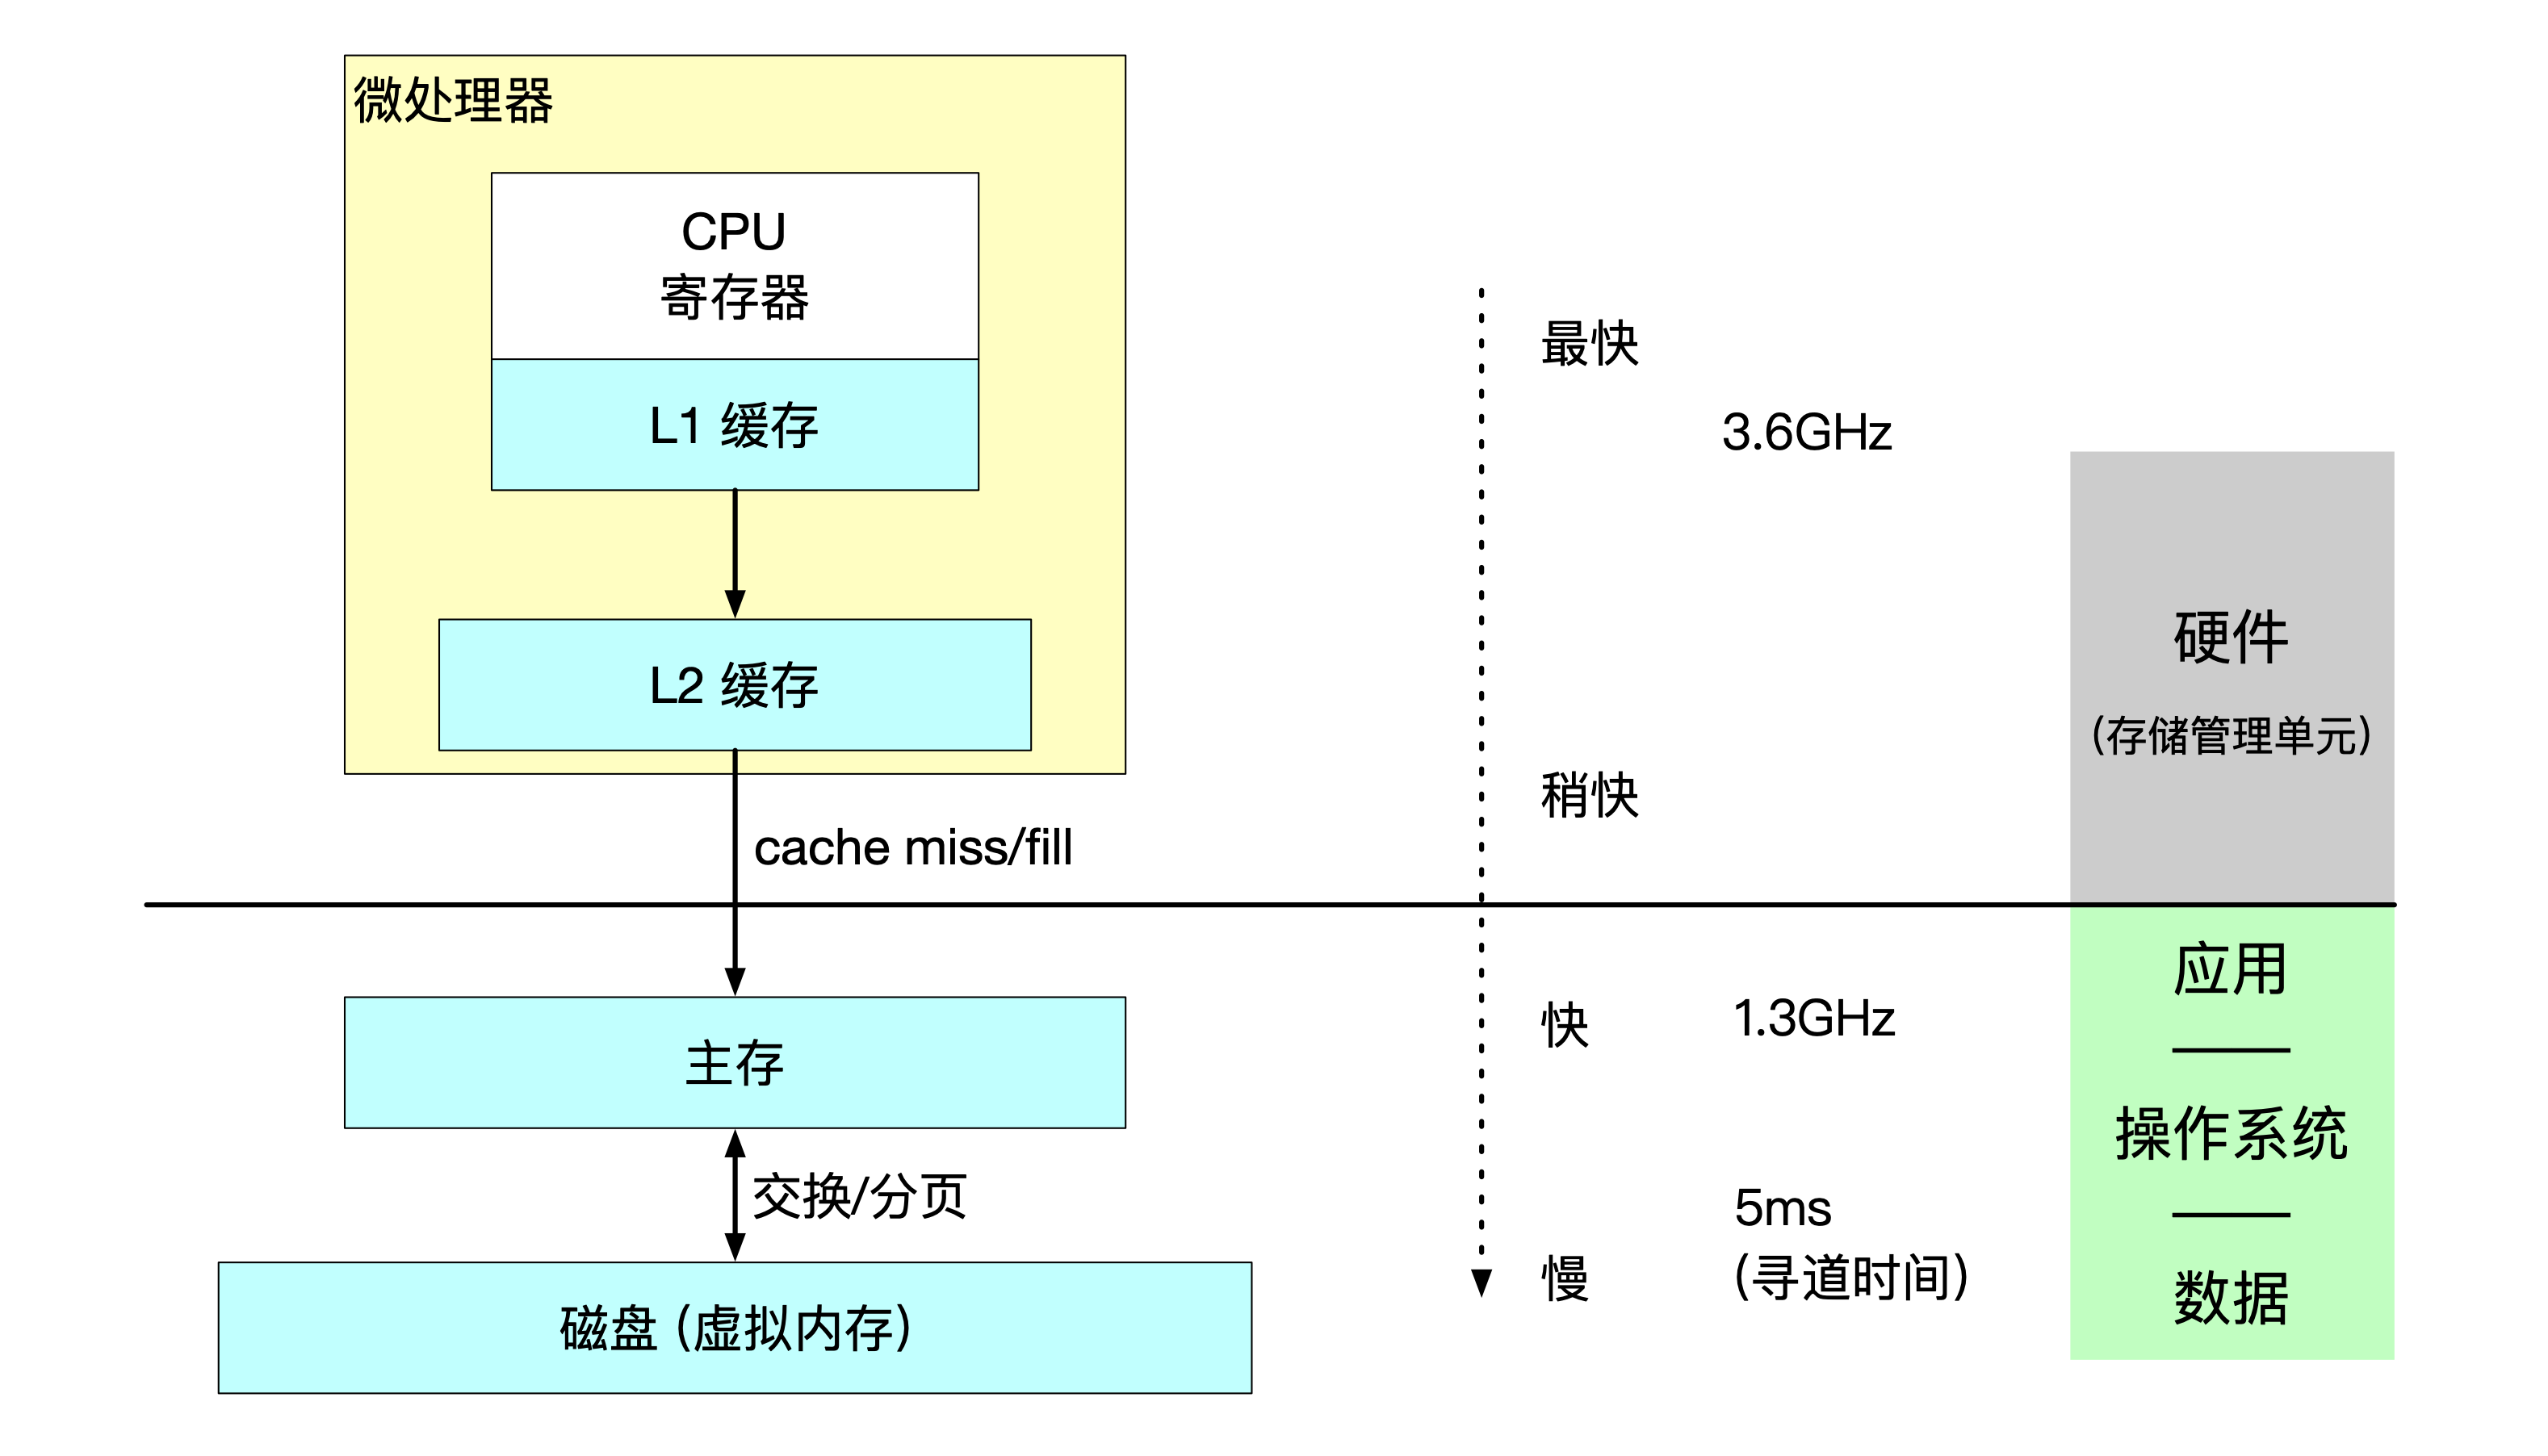 微处理器
CPU
寄存器
L1 缓存
L2 缓存
cache miss/fill
主存
交换/分页
磁盘 (虚拟内存)
最快
3.6GHz
稍快
快
1.3GHz
慢
5ms
(寻道时间)
硬件
(存储管理单元)
应用
操作系统
数据